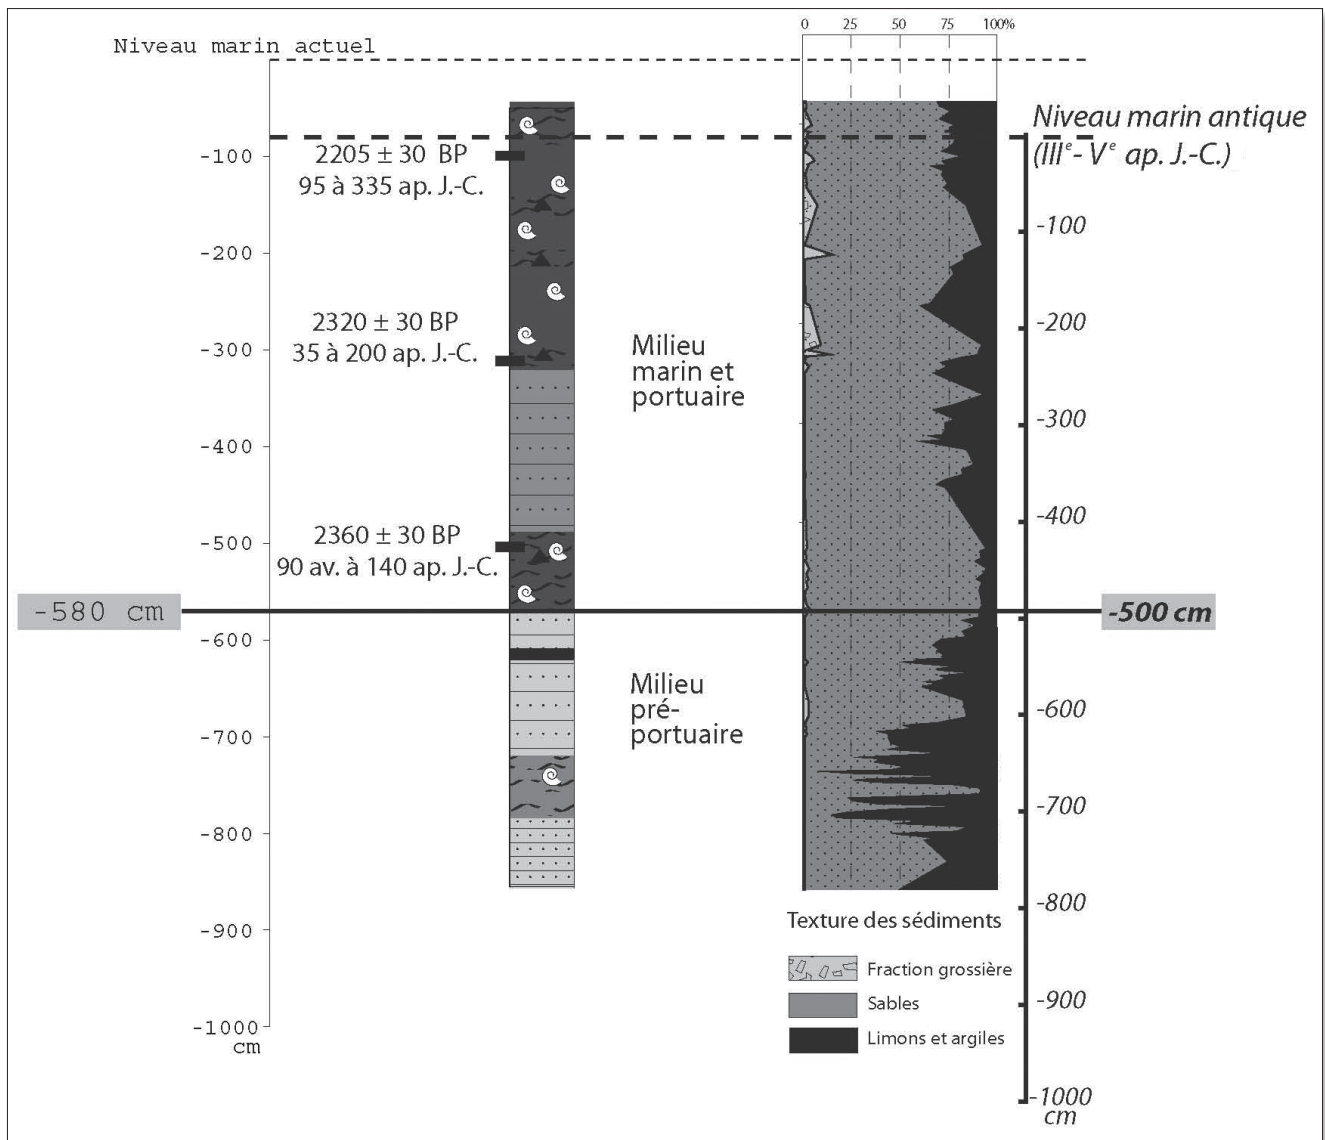 0 25 50 75 100%
Niveau marin actuel
Niveau marin antique
(IIIᵉ- Vᵉ ap. J.-C.)
-100
2205 ± 30 BP
95 à 335 ap. J.-C.
-100
-200
2320 ± 30 BP
35 à 200 ap. J.-C.
-200
-300
Milieu
marin et
portuaire
-300
-400
-400
-500
2360 ± 30 BP
90 av. à 140 ap. J.-C.
-580 cm
-500 cm
-600
Milieu
pré-
portuaire
-600
-700
-700
-800
-800
-900
-900
-1000
cm
-1000
cm
Texture des sédiments
Fraction grossière
Sables
Limons et argiles